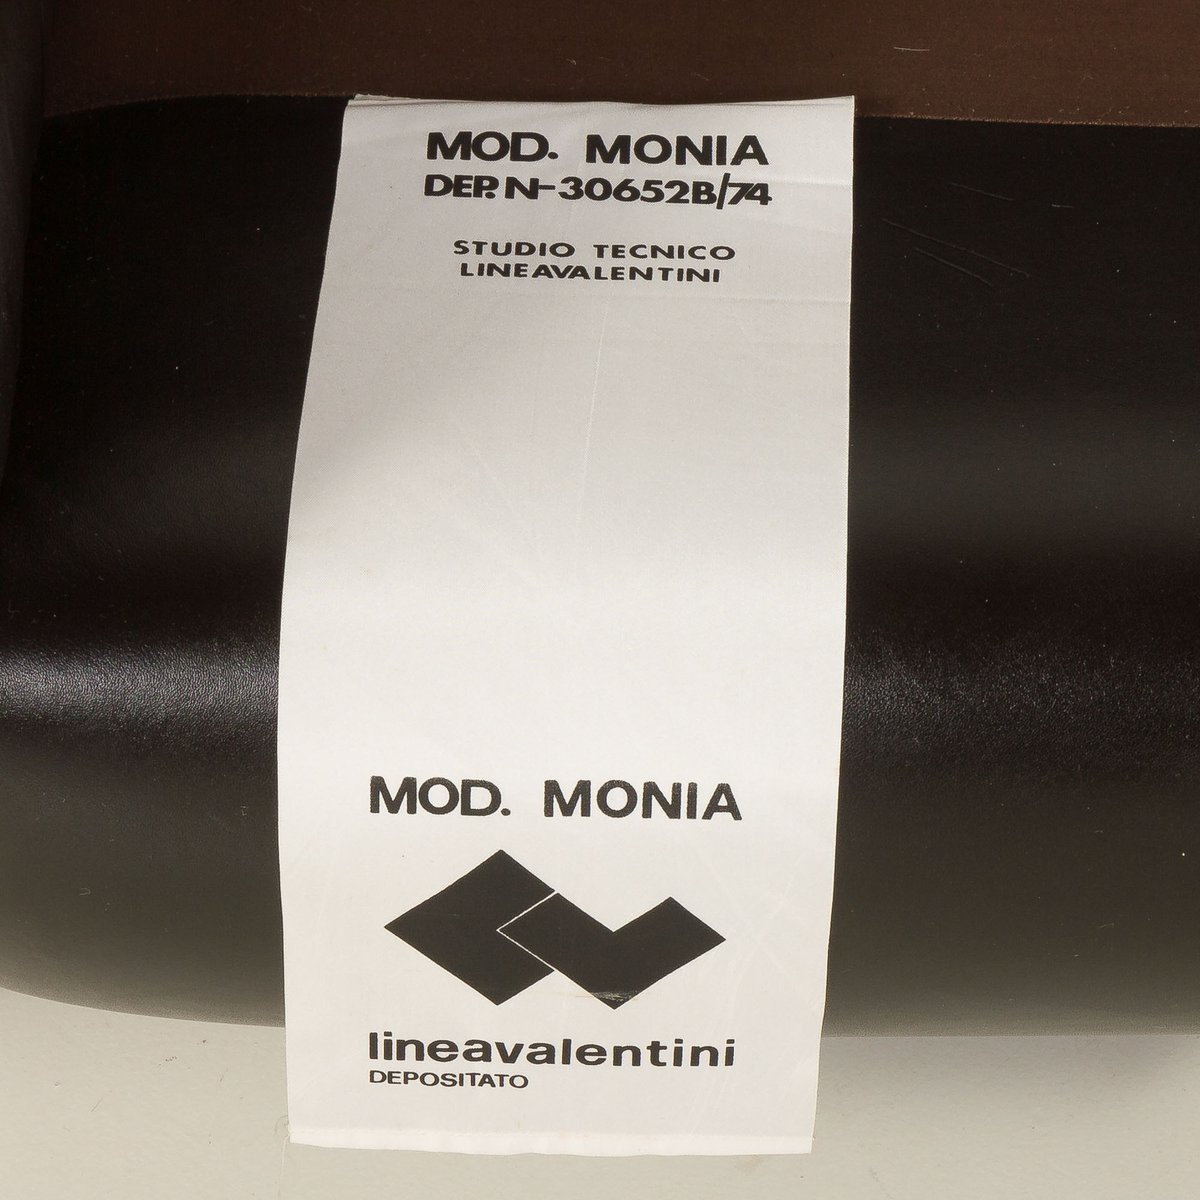 MOD. MONIA
DEP. N-30652B/74
STUDIO TECNICO
LINEAVALENTINI
MOD. MONIA
lineavalentini
DEPOSITATO